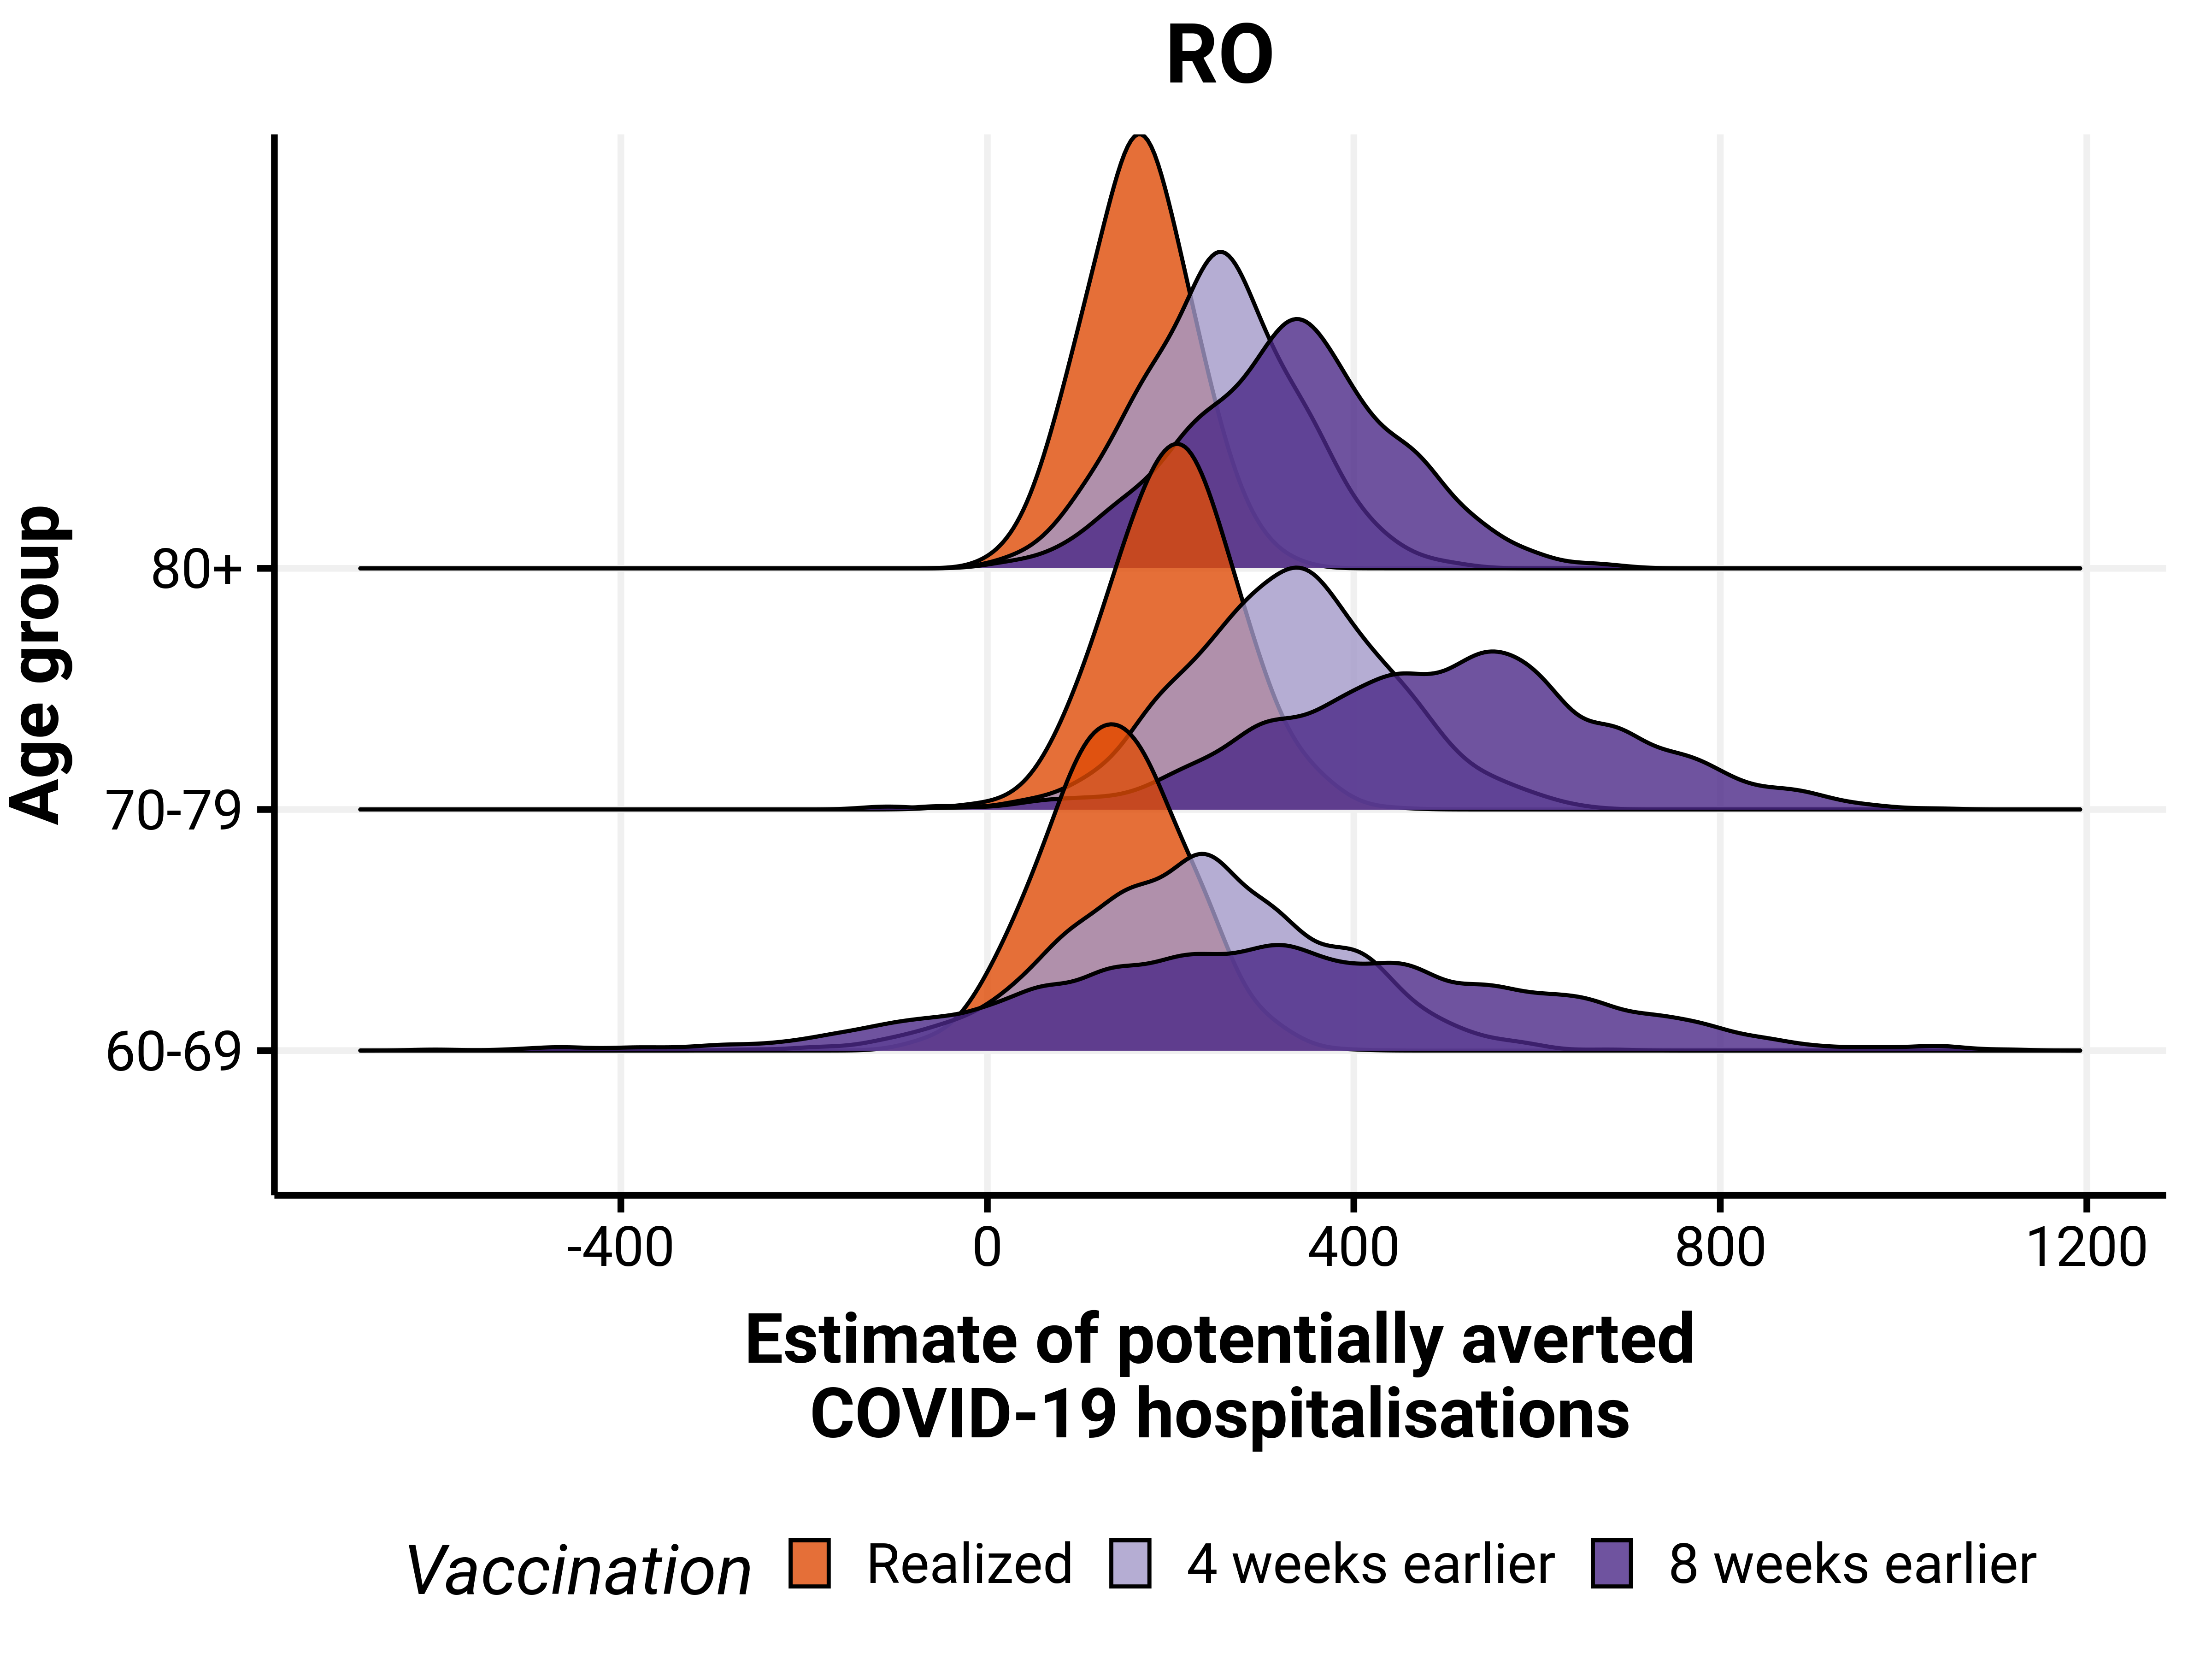 RO
Age group
80+
70-79
60-69
-400 0 400 800 1200
Estimate of potentially averted
COVID-19 hospitalisations
Vaccination Realized 4 weeks earlier 8 weeks earlier